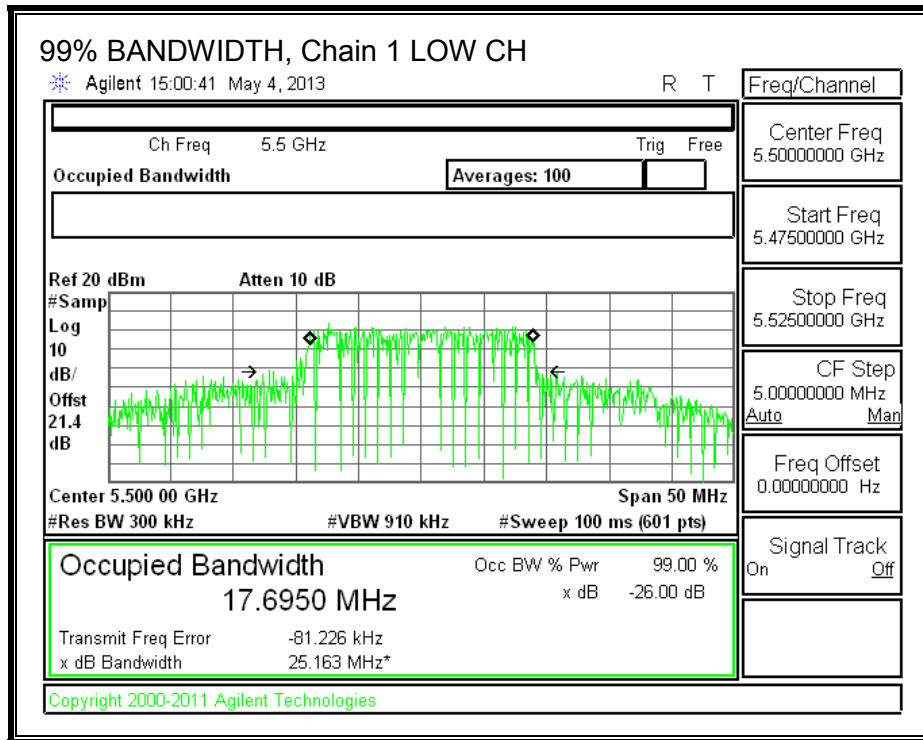 99% BANDWIDTH, Chain 1 LOW CH
Agilent 15:00:41 May 4, 2013 R T
Freq/Channel
Ch Freq 5.5 GHz Trig Free
Occupied Bandwidth Averages: 100
Center Freq
5.50000000 GHz
Start Freq
5.47500000 GHz
Stop Freq
5.52500000 GHz
CF Step
5.00000000 MHz
Auto Man
Freq Offset
0.00000000 Hz
Signal Track
On Off
Ref 20 dBm Atten 10 dB
#Samp
Log
10
dB/
Offst
21.4
dB
Center 5.500 00 GHz Span 50 MHz
#Res BW 300 kHz #VBW 910 kHz #Sweep 100 ms (601 pts)
Occupied Bandwidth Occ BW % Pwr 99.00 %
17.6950 MHz x dB -26.00 dB
Transmit Freq Error -81.226 kHz
x dB Bandwidth 25.163 MHz*
Copyright 2000-2011 Agilent Technologies